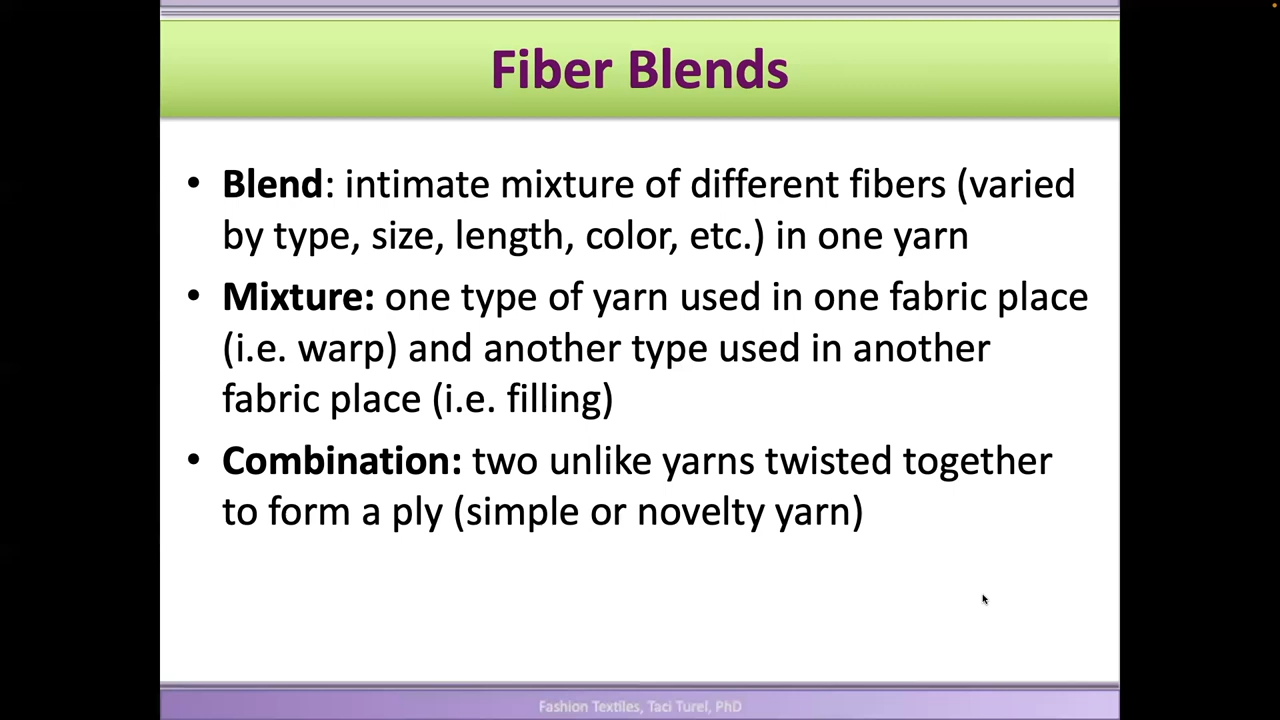 Fiber Blends
• Blend: intimate mixture of different fibers (varied
by type, size, length, color, etc.) in one yarn
• Mixture: one type of yarn used in one fabric place
(i.e. warp) and another type used in another
fabric place (i.e. filling)
• Combination: two unlike yarns twisted together
to form a ply (simple or novelty yarn)
Fashion Textiles, Taci Turel, PhD